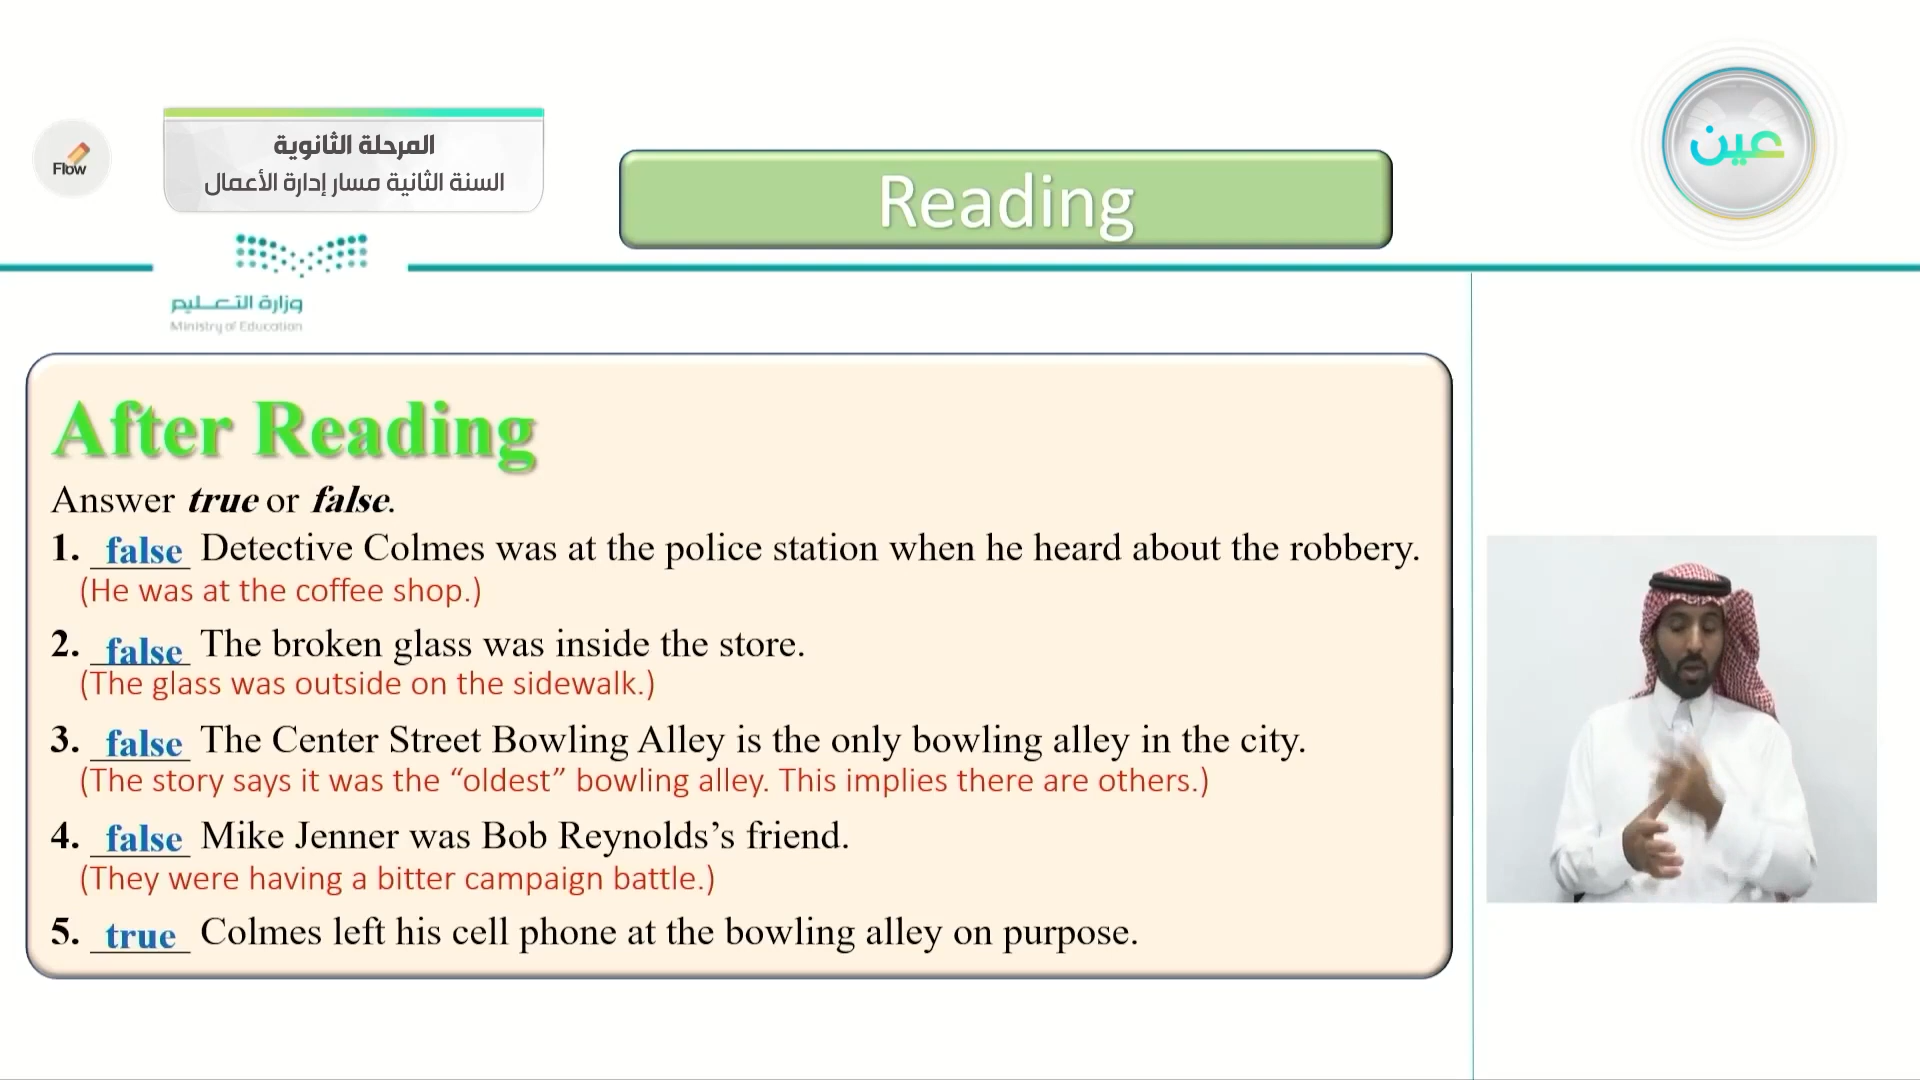 Flow
المرحلة الثانوية
السنة الثانية مسار إدارة الأعمال
Reading
عين
وزارة التعليم
Ministry of Education
After Reading
Answer true or false.
1. false Detective Colmes was at the police station when he heard about the robbery.
(He was at the coffee shop.)
2. false The broken glass was inside the store.
(The glass was outside on the sidewalk.)
3. false The Center Street Bowling Alley is the only bowling alley in the city.
(The story says it was the “oldest” bowling alley. This implies there are others.)
4. false Mike Jenner was Bob Reynolds’s friend.
(They were having a bitter campaign battle.)
5. true Colmes left his cell phone at the bowling alley on purpose.